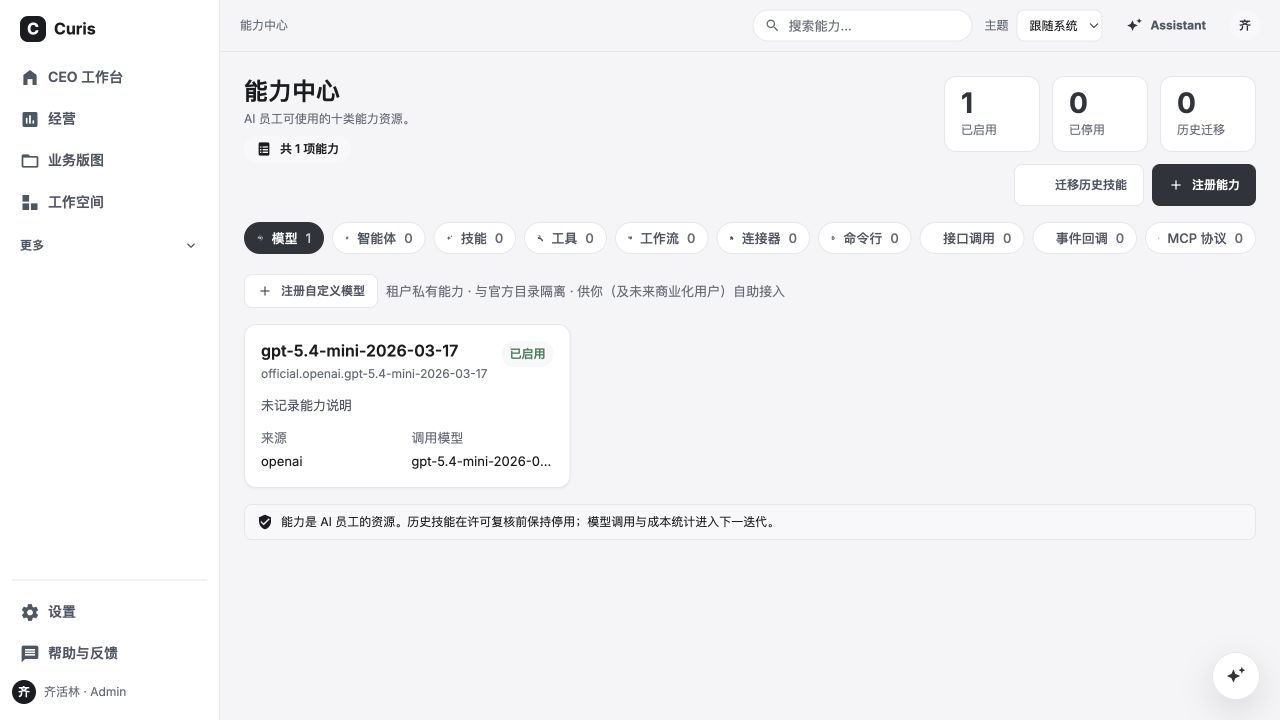 C Curis
CEO 工作台
经营
业务版图
工作空间
更多
设置
帮助与反馈
齐 齐活林 · Admin
能力中心
搜索能力...
主题
跟随系统
Assistant
齐
能力中心
AI 员工可使用的十类能力资源。
共 1 项能力
1
已启用
0
已停用
0
历史迁移
迁移历史技能
注册能力
模型 1
智能体 0
技能 0
工具 0
工作流 0
连接器 0
命令行 0
接口调用 0
事件回调 0
MCP 协议 0
注册自定义模型
租户私有能力 · 与官方目录隔离 · 供你（及未来商业化用户）自助接入
gpt-5.4-mini-2026-03-17
已启用
official.openai.gpt-5.4-mini-2026-03-17
未记录能力说明
来源
调用模型
openai
gpt-5.4-mini-2026-0...
能力是 AI 员工的资源。历史技能在许可复核前保持停用；模型调用与成本统计进入下一迭代。